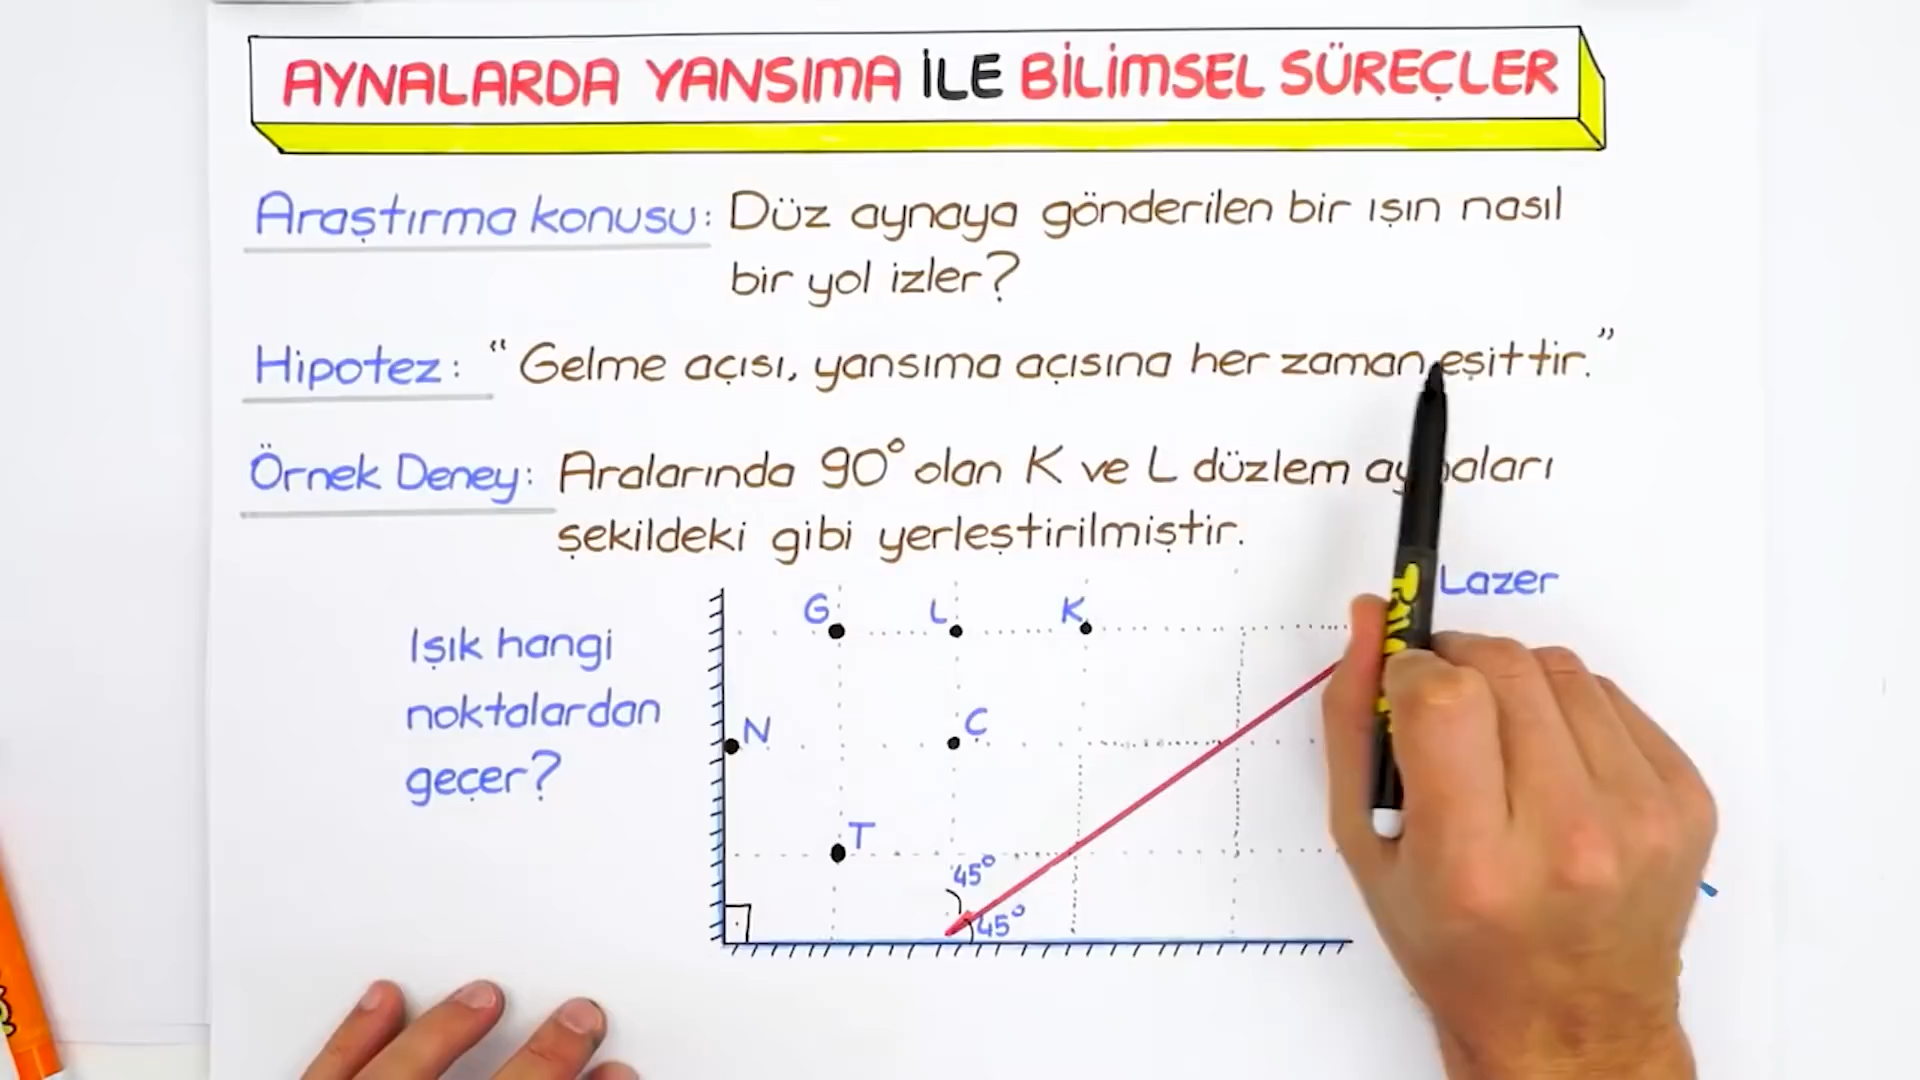 AYNALARDA YANSIMA İLE BİLİMSEL SÜREÇLER
Araştırma konusu: Düz aynaya gönderilen bir ışın nasıl
bir yol izler?
Hipotez: "Gelme açısı, yansıma açısına her zaman eşittir."
Örnek Deney: Aralarında 90° olan K ve L düzlem
şekildeki gibi yerleştirilmiştir.
Lazer
G L K
Işık hangi
noktalardan
geçer?
N C
T
45°
45°